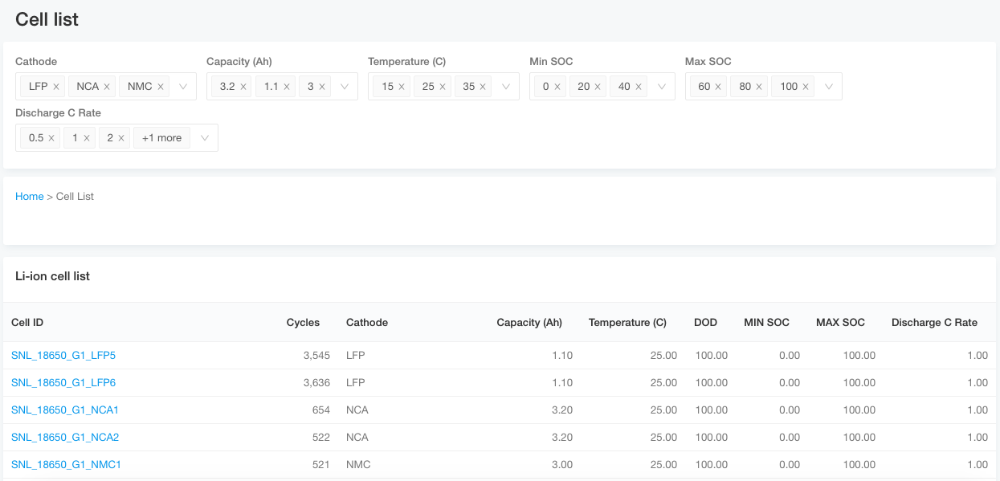 Cell list
Cathode Capacity (Ah) Temperature (C) Min SOC Max SOC
LFP × NCA × NMC × 3.2 × 1.1 × 3 × 15 × 25 × 35 × 0 × 20 × 40 × 60 × 80 × 100 ×
Discharge C Rate
0.5 × 1 × 2 × +1 more
Home > Cell List
Li-ion cell list
Cell ID Cycles Cathode Capacity (Ah) Temperature (C) DOD MIN SOC MAX SOC Discharge C Rate
SNL_18650_G1_LFP5 3,545 LFP 1.10 25.00 100.00 0.00 100.00 1.00
SNL_18650_G1_LFP6 3,636 LFP 1.10 25.00 100.00 0.00 100.00 1.00
SNL_18650_G1_NCA1 654 NCA 3.20 25.00 100.00 0.00 100.00 1.00
SNL_18650_G1_NCA2 522 NCA 3.20 25.00 100.00 0.00 100.00 1.00
SNL_18650_G1_NMC1 521 NMC 3.00 25.00 100.00 0.00 100.00 1.00